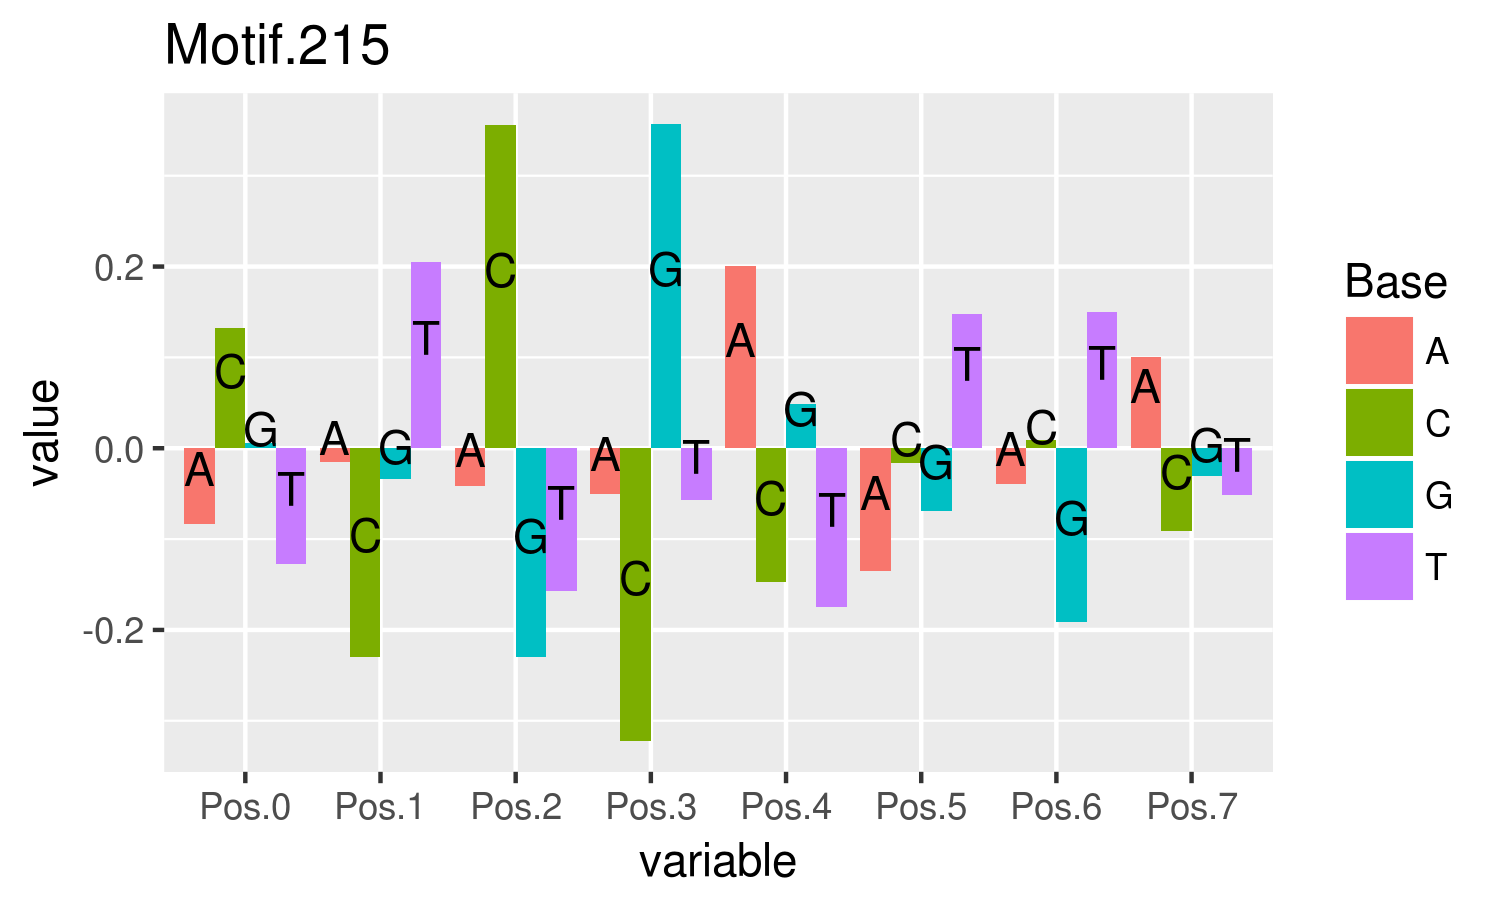 Motif.215
value
0.2
0.0
-0.2
A C G T A C G T A C G T A C G T A C G T A C G T A C G T A C G T
Pos.0 Pos.1 Pos.2 Pos.3 Pos.4 Pos.5 Pos.6 Pos.7
variable
Base
A
C
G
T